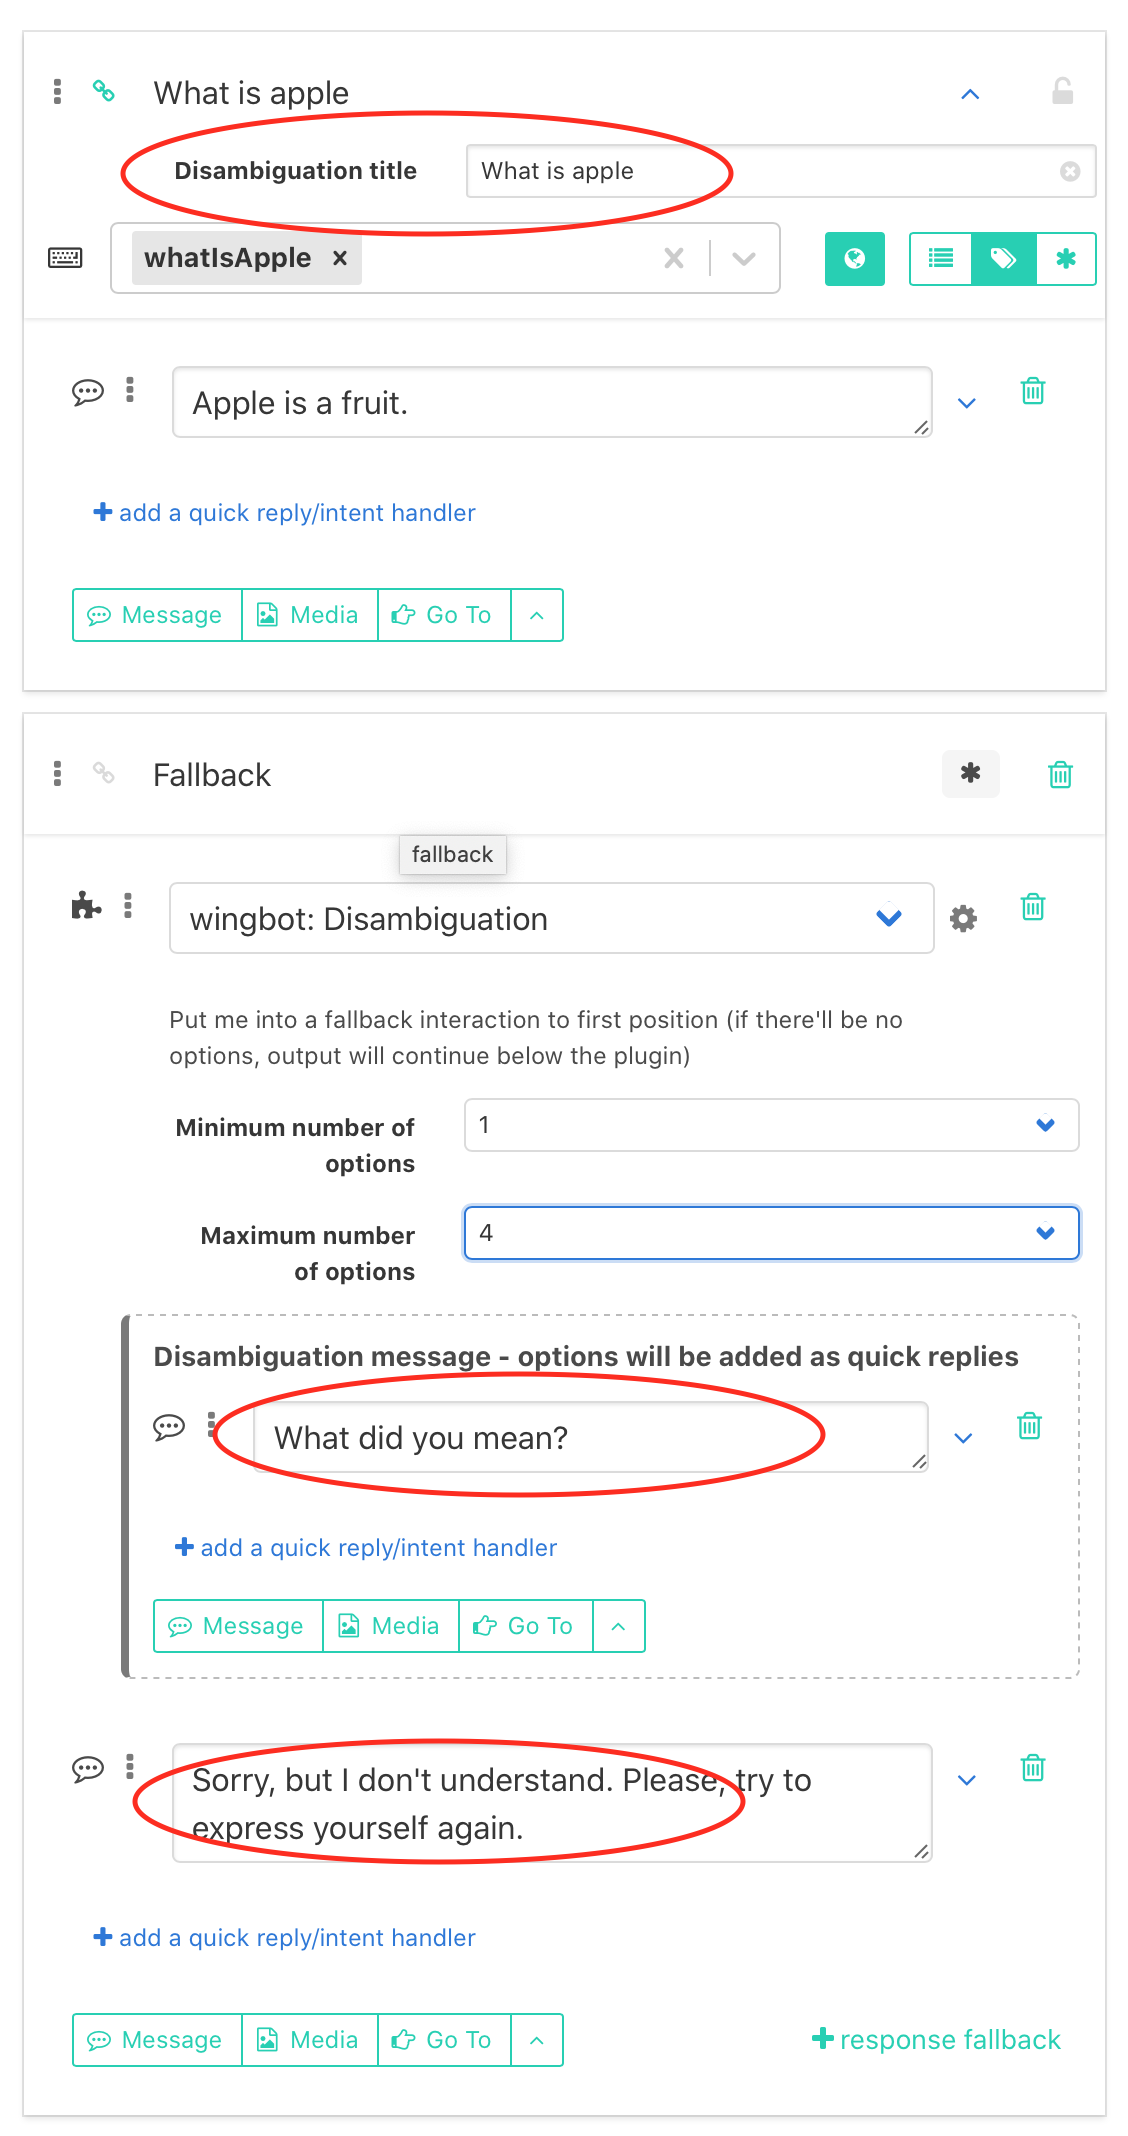 What is apple
Disambiguation title
What is apple
whatIsApple ×
Apple is a fruit.
+ add a quick reply/intent handler
Message
Media
Go To
Fallback
fallback
wingbot: Disambiguation
Put me into a fallback interaction to first position (if there'll be no
options, output will continue below the plugin)
Minimum number of
options
1
Maximum number
of options
4
Disambiguation message - options will be added as quick replies
What did you mean?
+ add a quick reply/intent handler
Message
Media
Go To
Sorry, but I don't understand. Please, try to
express yourself again.
+ add a quick reply/intent handler
Message
Media
Go To
+ response fallback